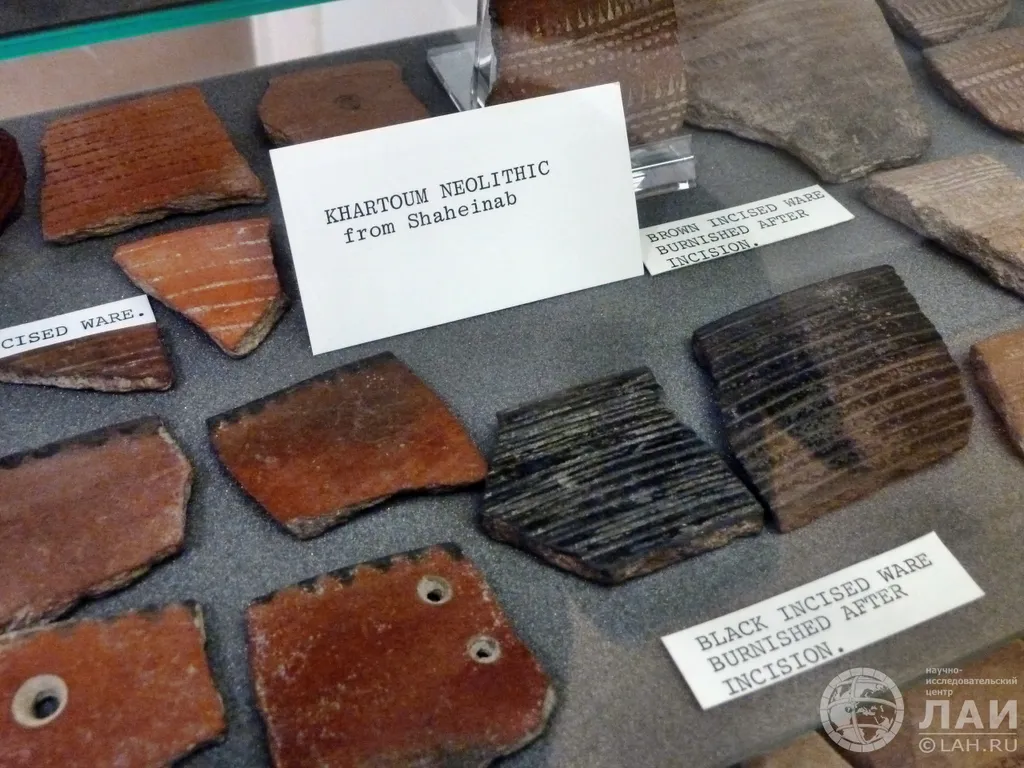 KHARTOUM NEOLITHIC
from Shaheinab
BROWN INCISED WARE
BURNISHED AFTER
INCISION.
CISED WARE.
BLACK INCISED WARE
BURNISHED AFTER
INCISION.
научно-
исследовательский
центр
ЛАИ
©LAH.RU